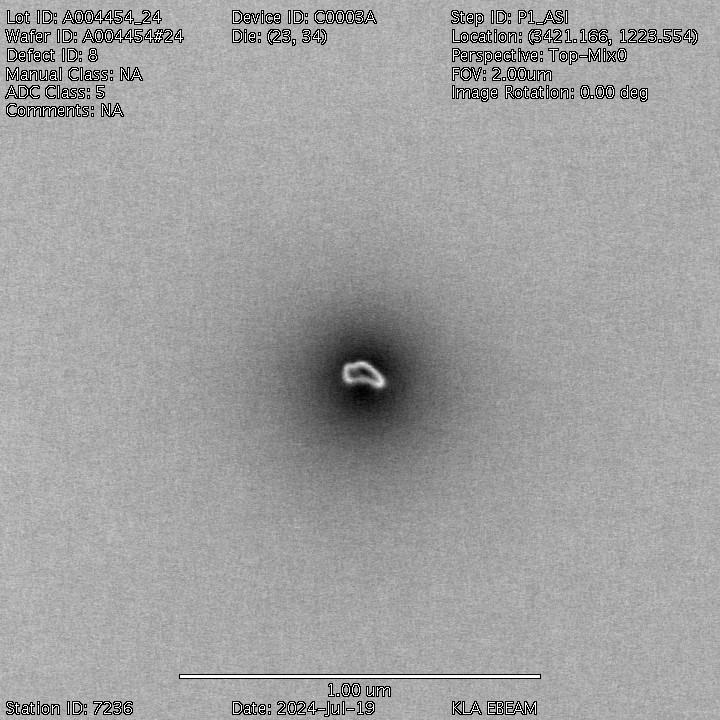 Lot ID: A004454_24 Device ID: C0003A Step ID: P1_ASI
Wafer ID: A004454#24 Die: (23, 34) Location: (3421.166, 1223.554)
Defect ID: 8 Perspective: Top-Mix0
Manual Class: NA FOV: 2.00um
ADC Class: 5 Image Rotation: 0.00 deg
Comments: NA
1.00 um
Station ID: 7236 Date: 2024-Jul-19 KLA EBEAM